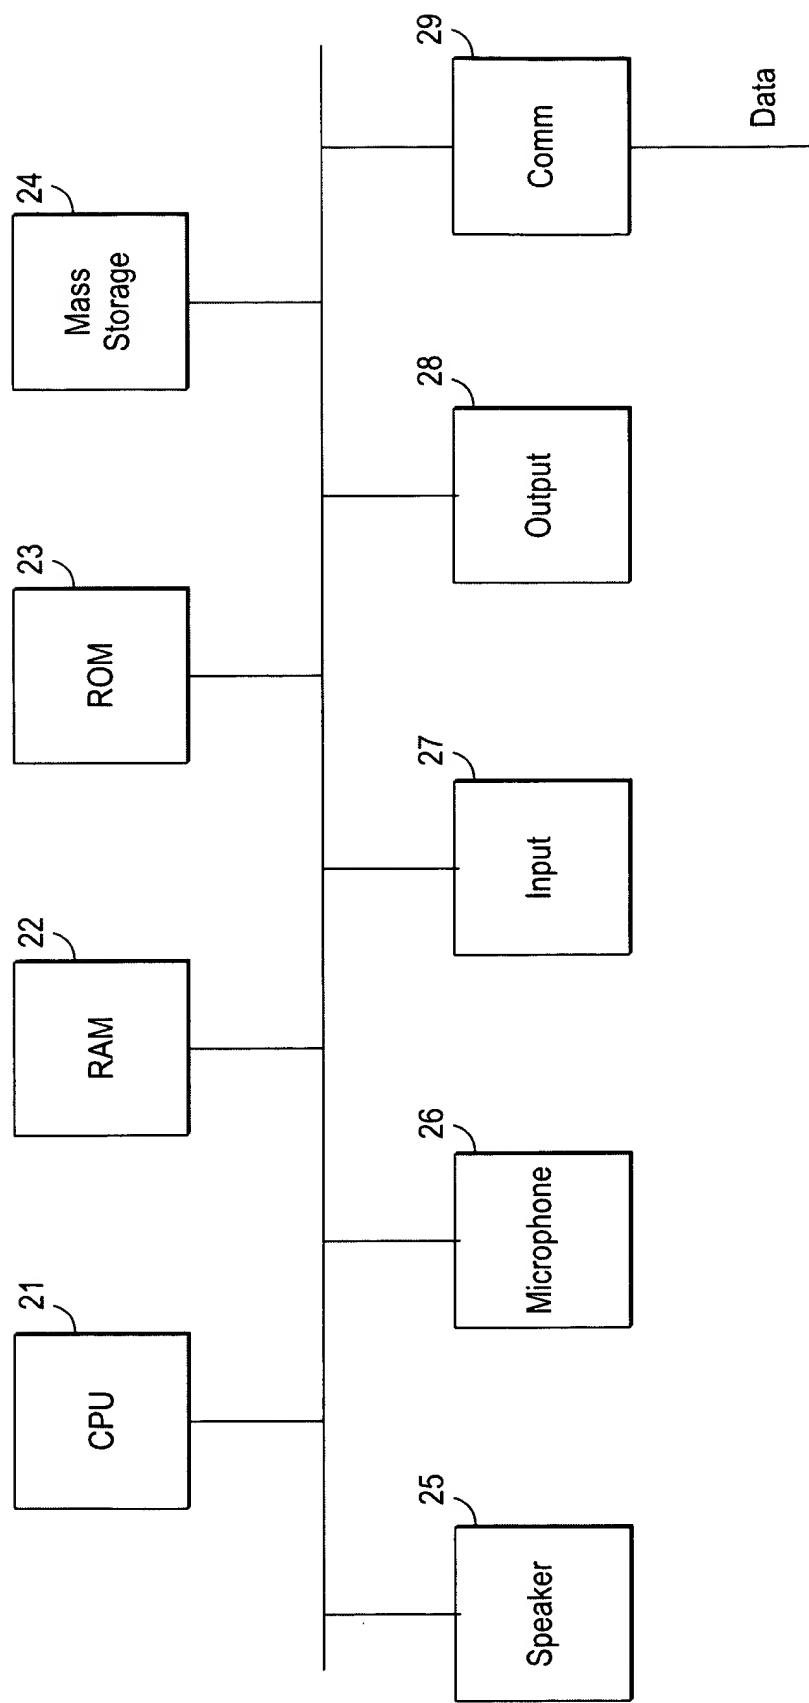 21
CPU
22
RAM
23
ROM
24
Mass
Storage
25
Speaker
26
Microphone
27
Input
28
Output
29
Comm
Data